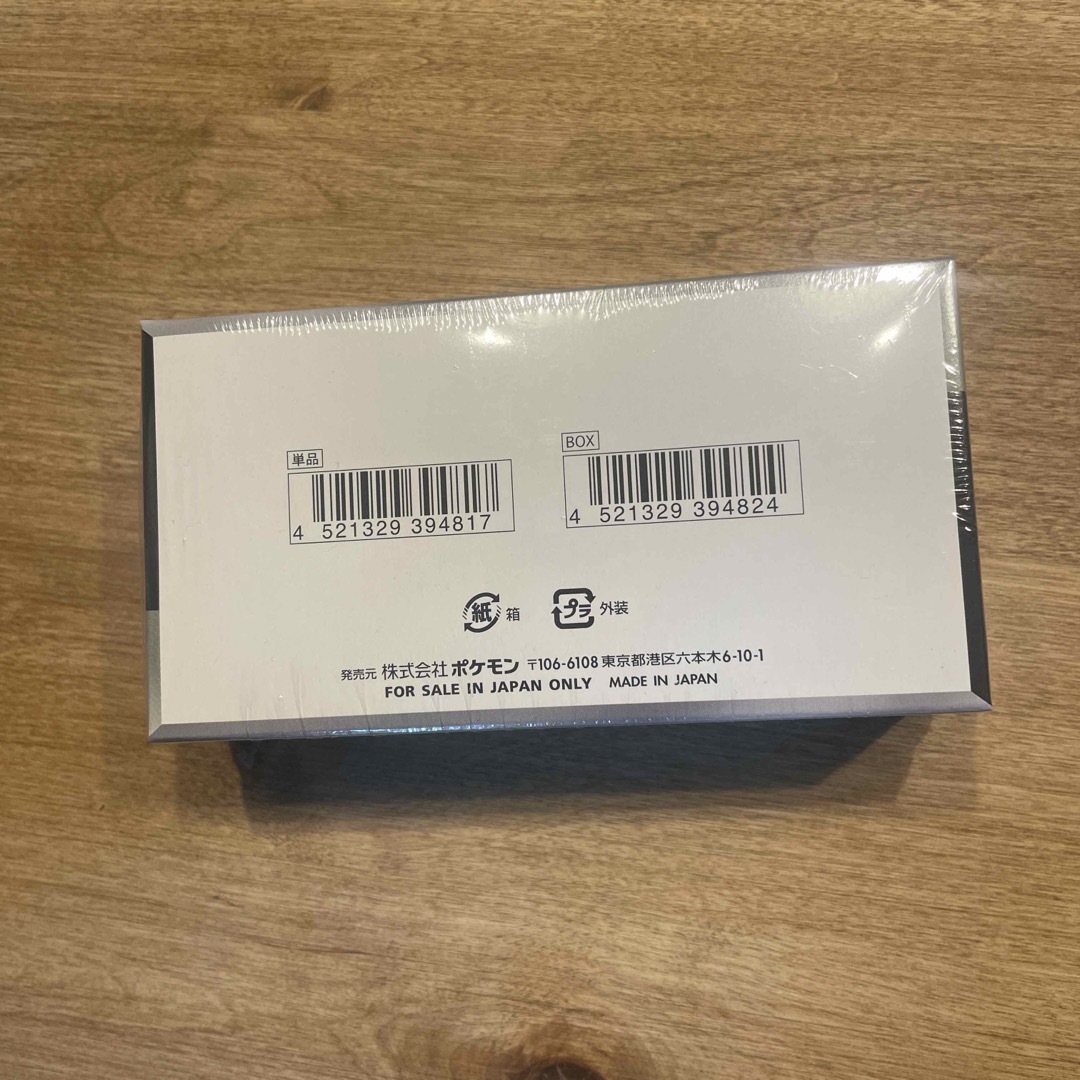 単品
4 521329 394817
BOX
4 521329 394824
紙 箱
プラ 外装
発売元 株式会社 ポケモン 〒106-6108 東京都港区六本木6-10-1
FOR SALE IN JAPAN ONLY MADE IN JAPAN